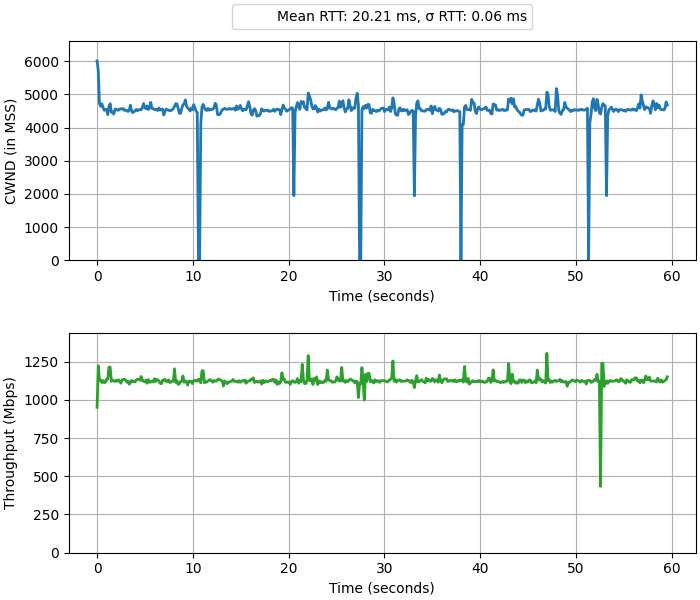 Mean RTT: 20.21 ms, σ RTT: 0.06 ms
6000
5000
4000
3000
2000
1000
0
CWND (in MSS)
0 10 20 30 40 50 60
Time (seconds)
1250
1000
750
500
250
0
Throughput (Mbps)
0 10 20 30 40 50 60
Time (seconds)